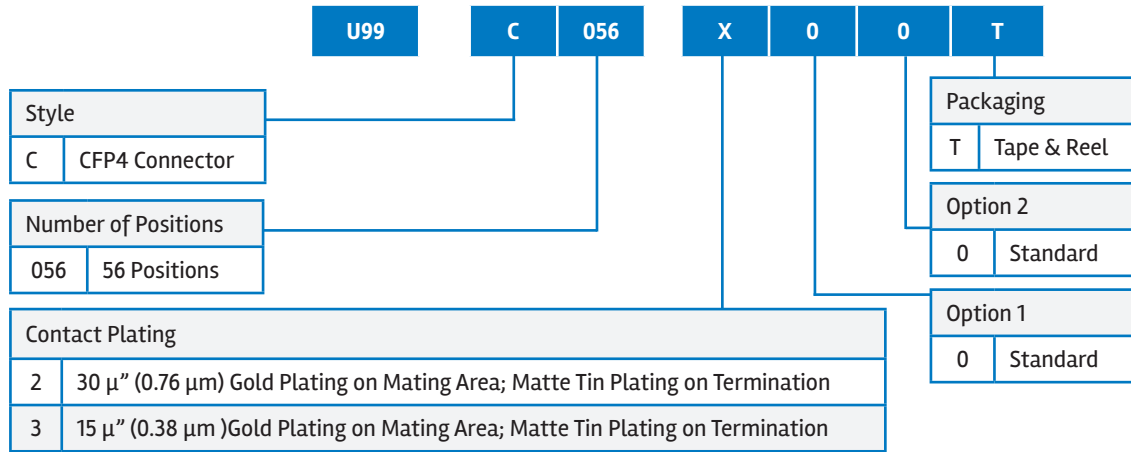 U99 C 056 X 0 0 T
Style
C CFP4 Connector
Number of Positions
056 56 Positions
Contact Plating
2 30 µ” (0.76 µm) Gold Plating on Mating Area; Matte Tin Plating on Termination
3 15 µ” (0.38 µm )Gold Plating on Mating Area; Matte Tin Plating on Termination
Packaging
T Tape & Reel
Option 2
0 Standard
Option 1
0 Standard